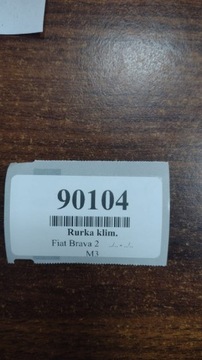 90104
Rurka klim.
Fiat Brava 2
M3